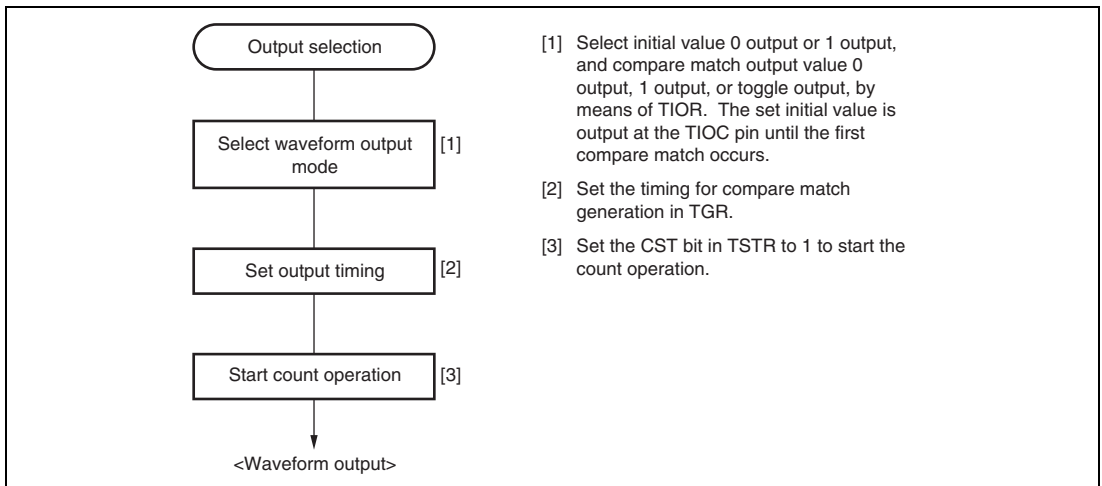 Output selection
Select waveform output
mode
[1]
Set output timing
[2]
Start count operation
[3]
<Waveform output>
[1] Select initial value 0 output or 1 output,
and compare match output value 0
output, 1 output, or toggle output, by
means of TIOR. The set initial value is
output at the TIOC pin until the first
compare match occurs.
[2] Set the timing for compare match
generation in TGR.
[3] Set the CST bit in TSTR to 1 to start the
count operation.